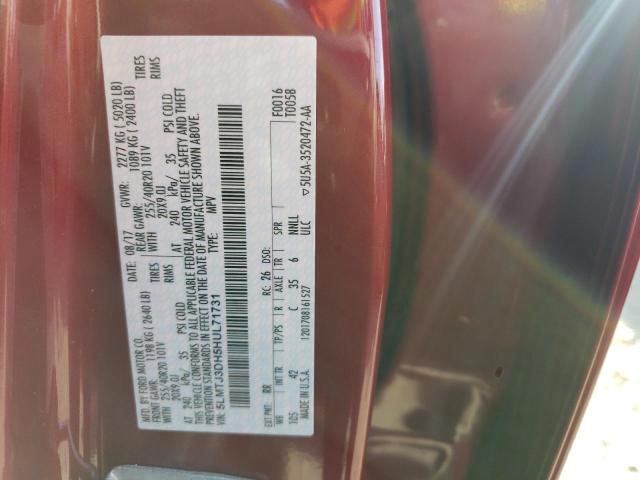 MFD. BY FORD MOTOR CO.
DATE: 08/17 GVWR: 2277 KG ( 5020 LB)
FRONT GAWR: 1198 KG ( 2640 LB) REAR GAWR: 1089 KG ( 2400 LB)
WITH 255/40R20 101V TIRES WITH 255/40R20 101V TIRES
20X9.0J RIMS 20X9.0J RIMS
AT 240 kPa/ 35 PSI COLD AT 240 kPa/ 35 PSI COLD
THIS VEHICLE CONFORMS TO ALL APPLICABLE FEDERAL MOTOR VEHICLE SAFETY AND THEFT
PREVENTION STANDARDS IN EFFECT ON THE DATE OF MANUFACTURE SHOWN ABOVE.
VIN: 5LMTJ3DH5HUL71731 TYPE: MPV
F0016
T0058
EXT PNT: RR RC: 26 DSO:
WB TP/PS R AXLE TR SPR
105 42 C 35 6 NNLL
ULC
MADE IN U.S.A. 1201708161527 ▽5U5A-3520472-AA